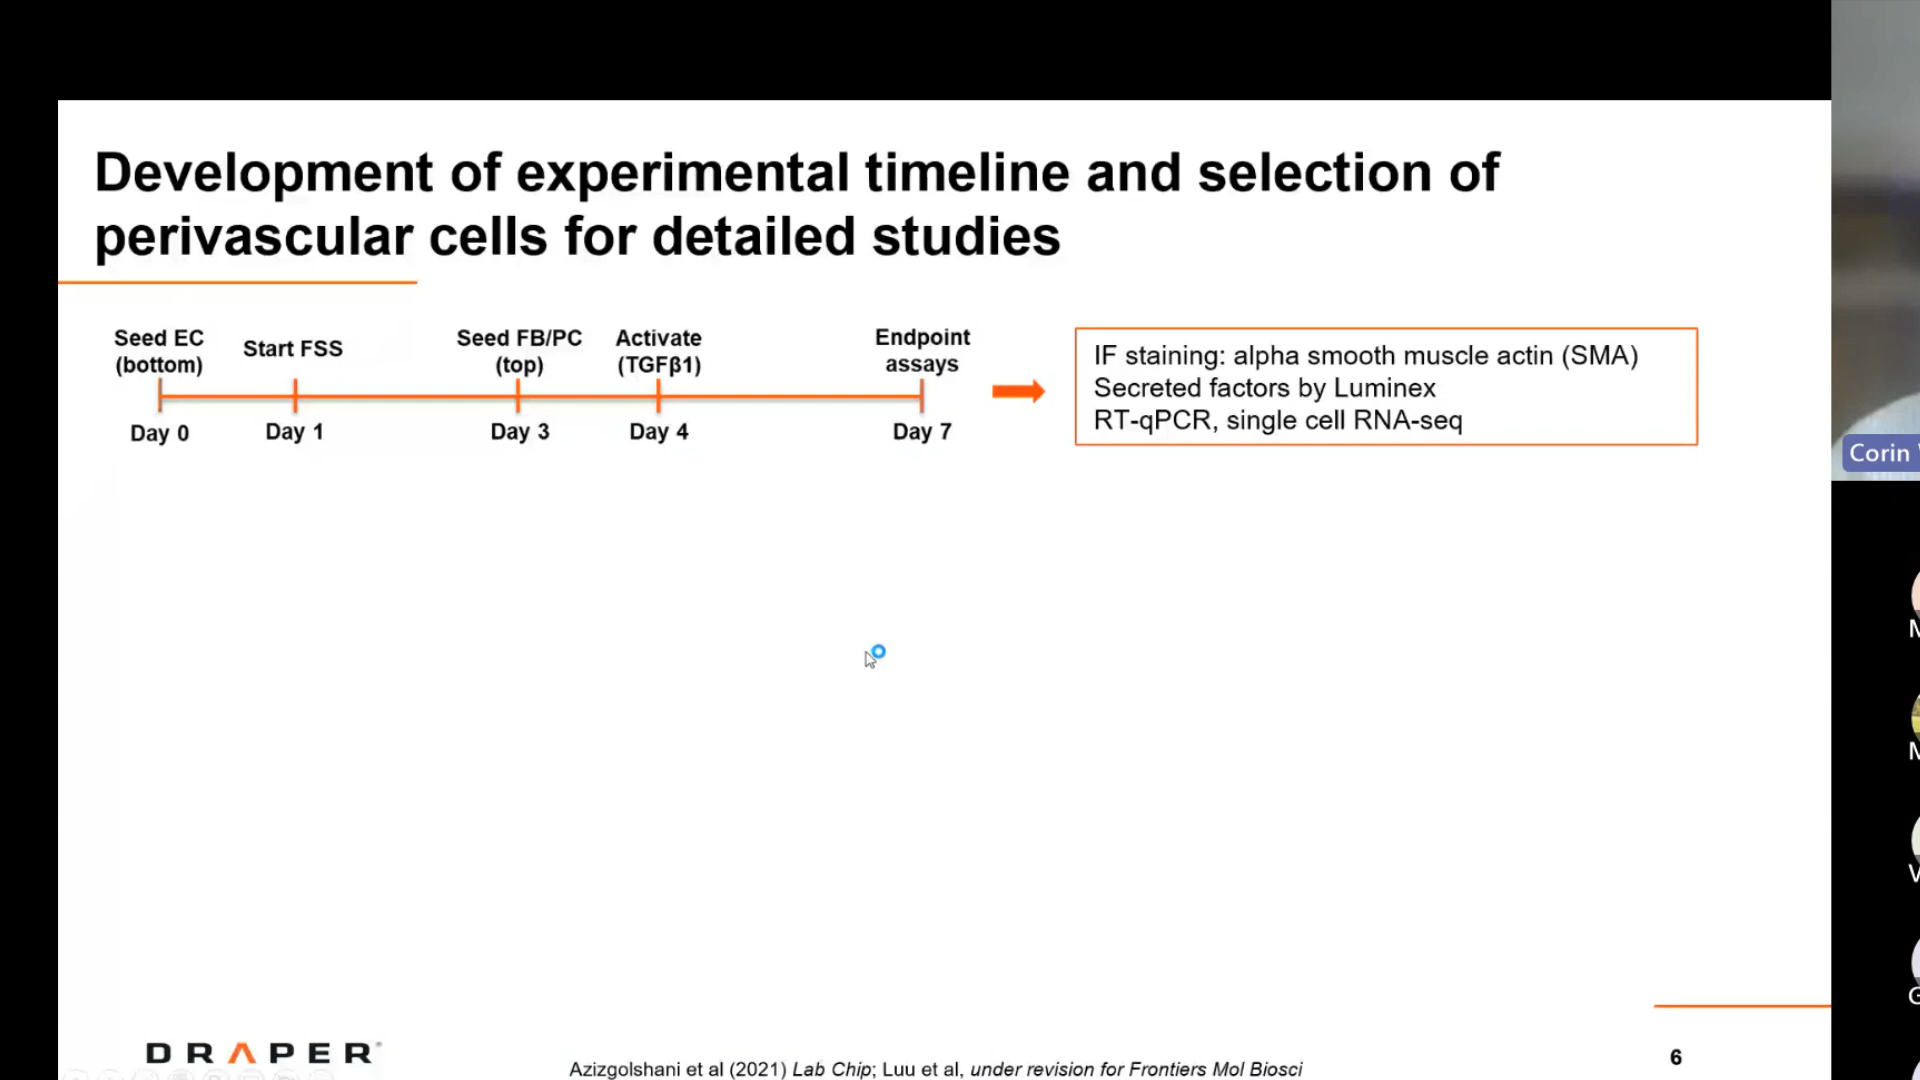 Development of experimental timeline and selection of
perivascular cells for detailed studies
Seed EC
(bottom)
Start FSS
Seed FB/PC
(top)
Activate
(TGFβ1)
Endpoint
assays
Day 0
Day 1
Day 3
Day 4
Day 7
IF staining: alpha smooth muscle actin (SMA)
Secreted factors by Luminex
RT-qPCR, single cell RNA-seq
Corin
DRAPER
Azizgolshani et al (2021) Lab Chip; Luu et al, under revision for Frontiers Mol Biosci
6